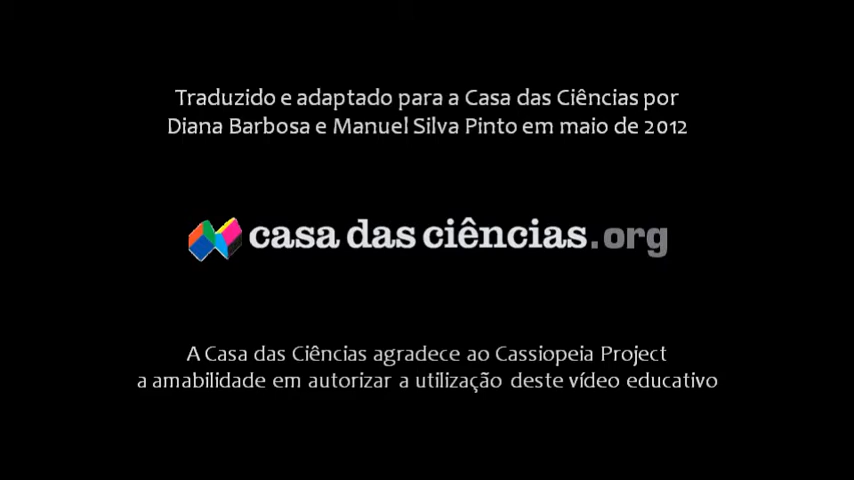 Traduzido e adaptado para a Casa das Ciências por
Diana Barbosa e Manuel Silva Pinto em maio de 2012
casa das ciências.org
A Casa das Ciências agradece ao Cassiopeia Project
a amabilidade em autorizar a utilização deste vídeo educativo